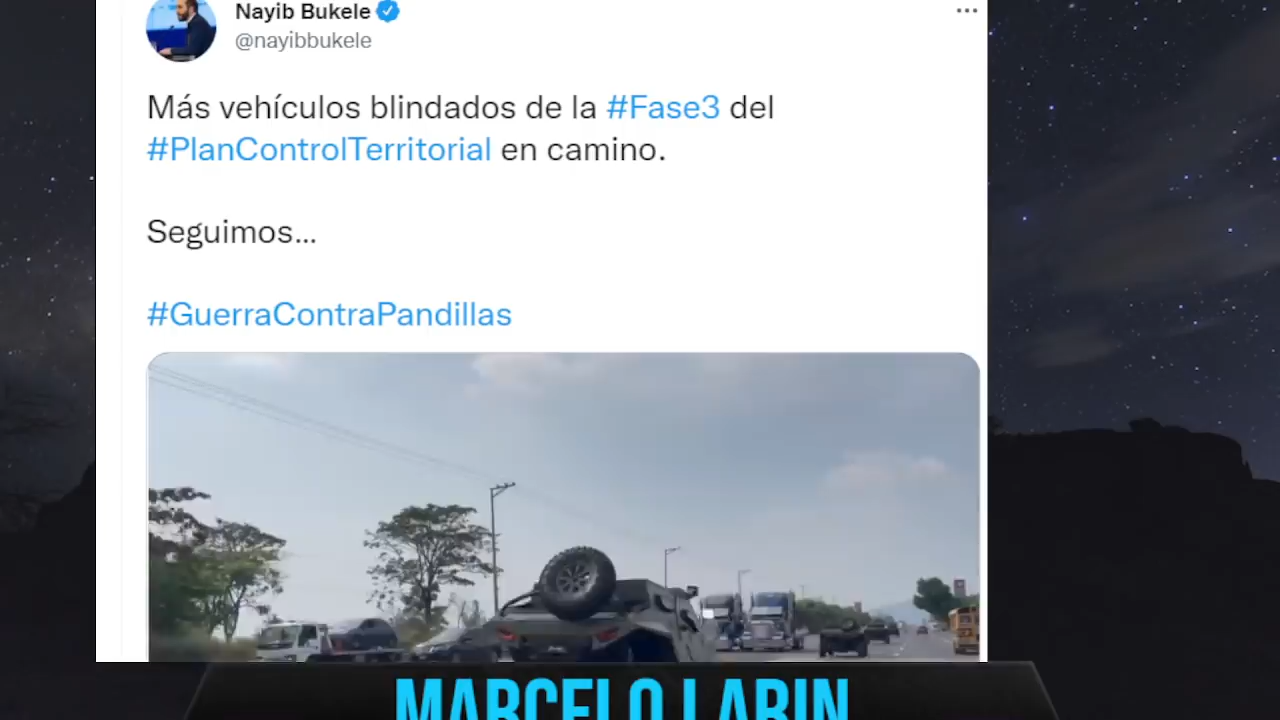 Nayib Bukele
@nayibbukele
Más vehículos blindados de la #Fase3 del
#PlanControlTerritorial en camino.
Seguimos...
#GuerraContraPandillas
MARCELO LARIN